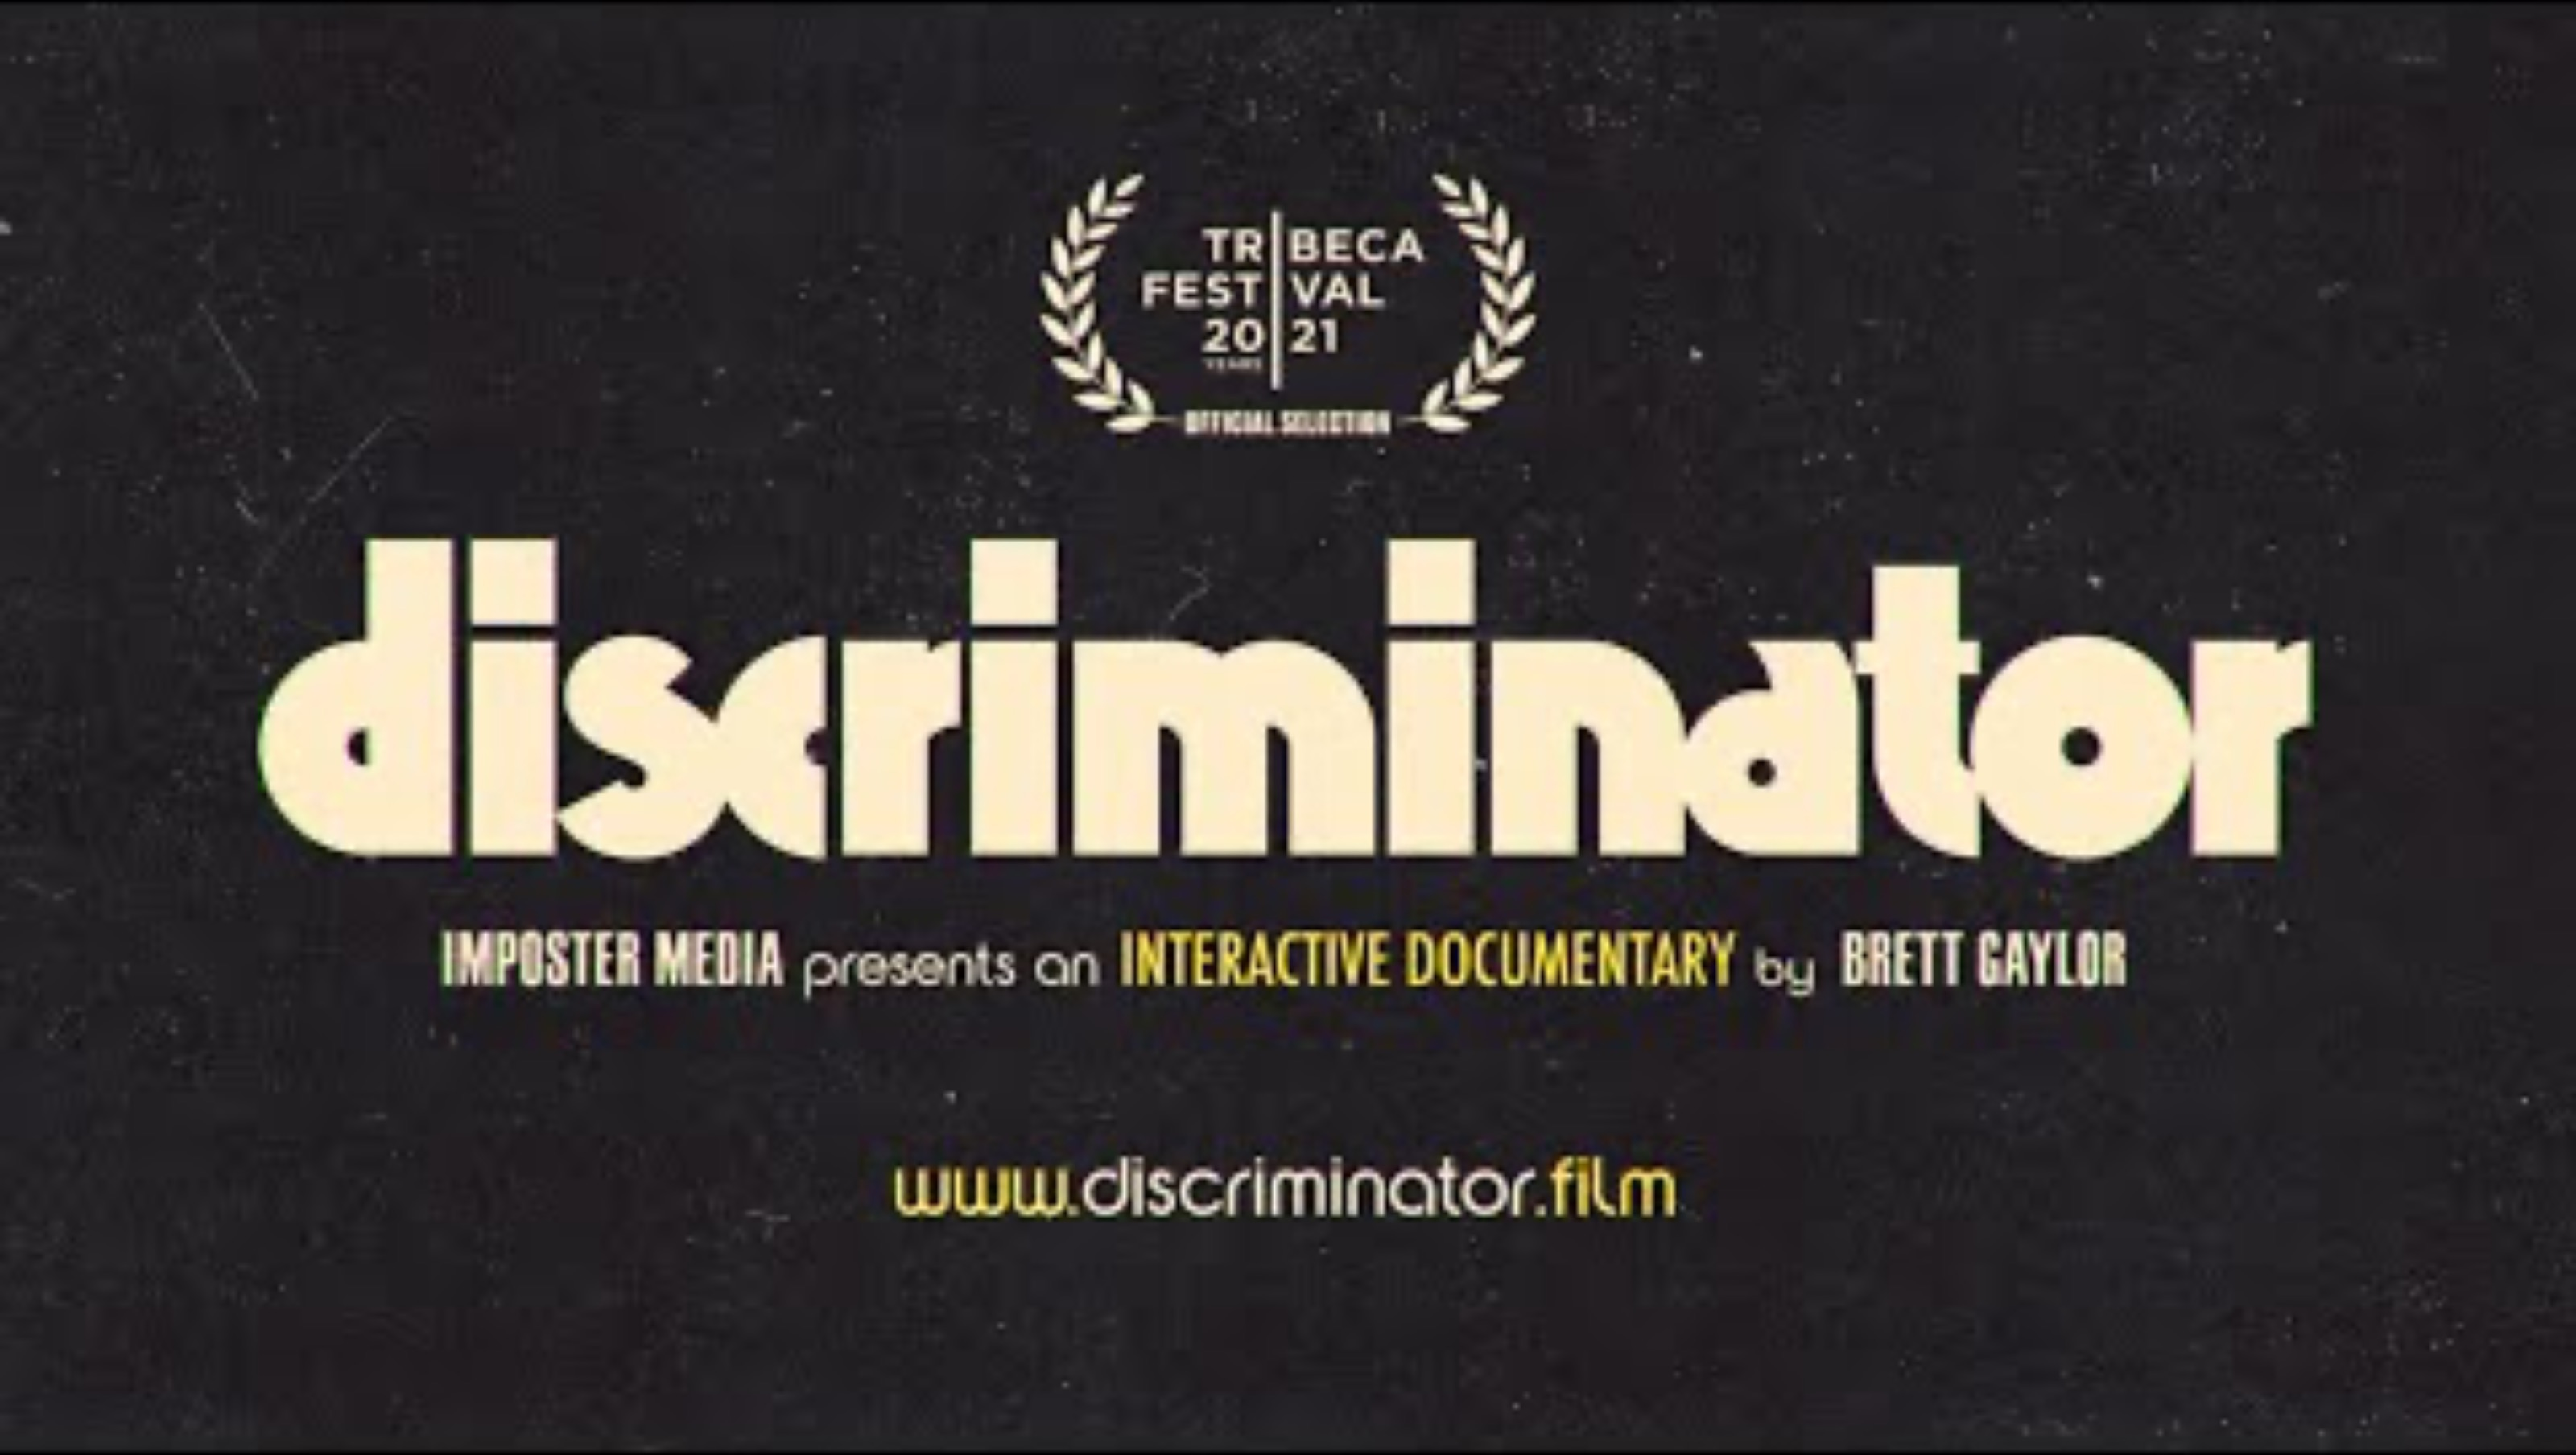 TR|BECA
FEST|VAL
20|21
YEARS
OFFICIAL SELECTION
discriminator
IMPOSTER MEDIA presents an INTERACTIVE DOCUMENTARY by BRETT GAYLOR
www.discriminator.film